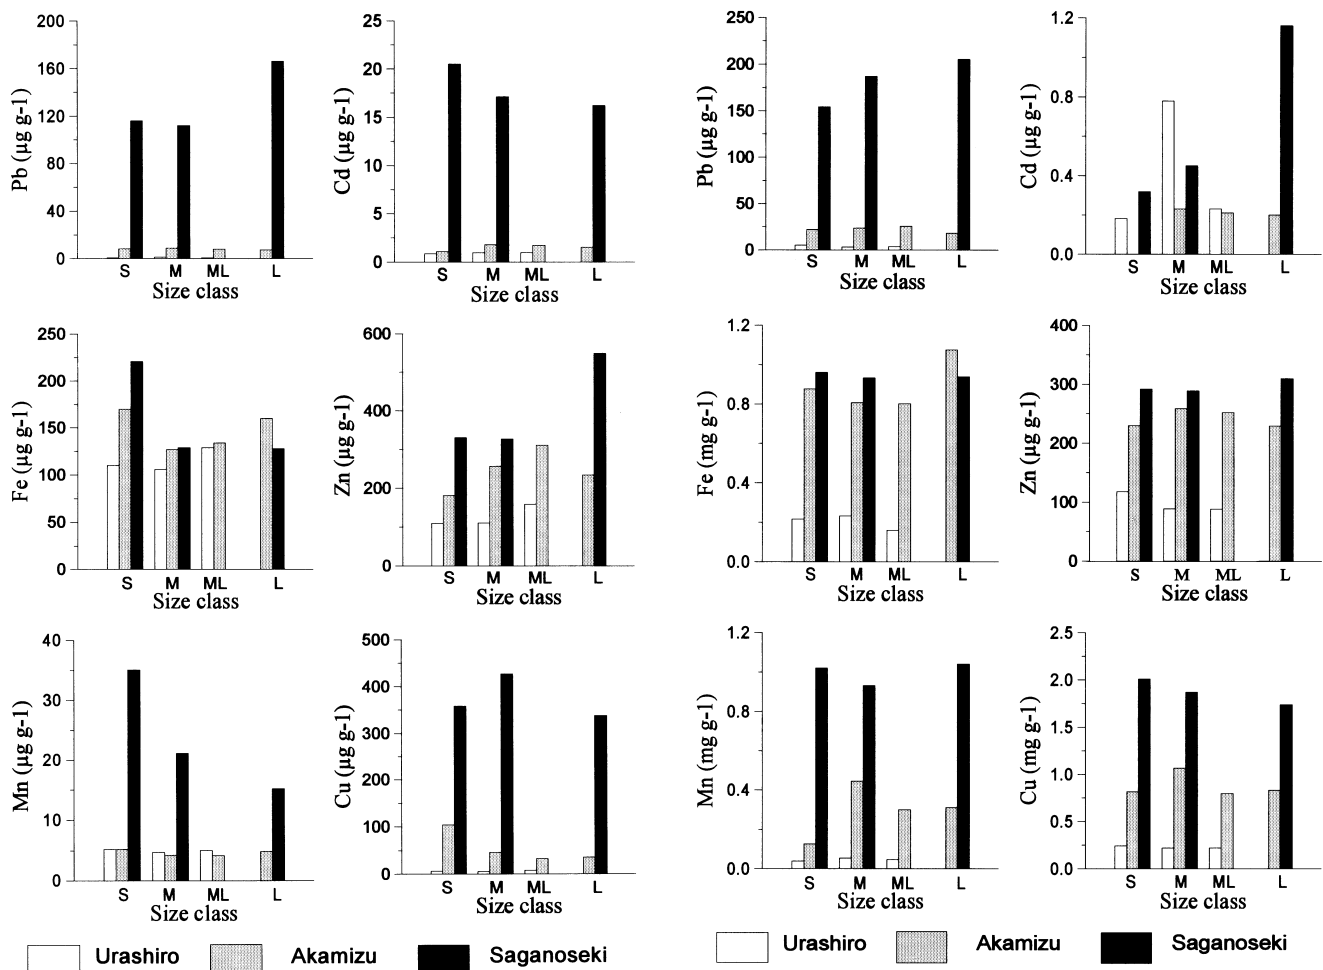 200
160
120
80
40
0
Pb (µg g-1)
S M ML L
Size class
25
20
15
10
5
0
Cd (µg g-1)
S M ML L
Size class
250
200
150
250
50
0
Pb (µg g-1)
S M ML L
Size class
1.2
0.8
0.4
0.0
Cd (µg g-1)
S M ML L
Size class
250
200
150
100
50
0
Fe (µg g-1)
S M ML L
Size class
600
400
200
0
Zn (µg g-1)
S M ML L
Size class
1.2
0.8
0.4
0.0
Fe (mg g-1)
S M ML L
Size class
400
300
200
100
0
Zn (µg g-1)
S M ML L
Size class
40
30
20
10
0
Mn (µg g-1)
S M ML L
Size class
500
400
300
200
100
0
Cu (µg g-1)
S M ML L
Size class
1.2
0.8
0.4
0.0
Mn (mg g-1)
S M ML L
Size class
2.5
2.0
1.5
1.0
0.5
0.0
Cu (mg g-1)
S M ML L
Size class
Urashiro Akamizu Saganoseki
Urashiro Akamizu Saganoseki